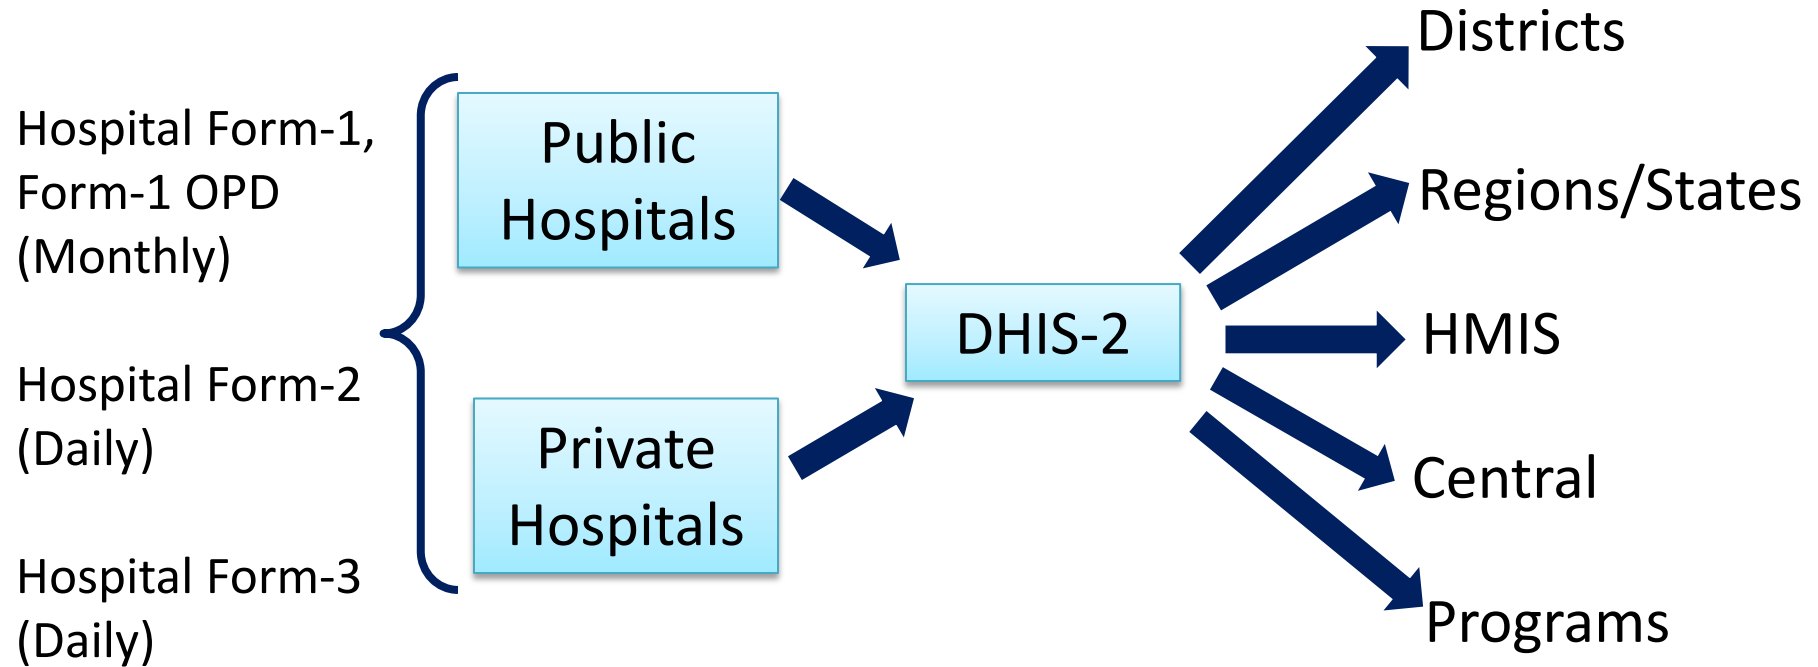 Hospital Form-1,
Form-1 OPD
(Monthly)
Hospital Form-2
(Daily)
Hospital Form-3
(Daily)
Public
Hospitals
Private
Hospitals
DHIS-2
Districts
Regions/States
HMIS
Central
Programs